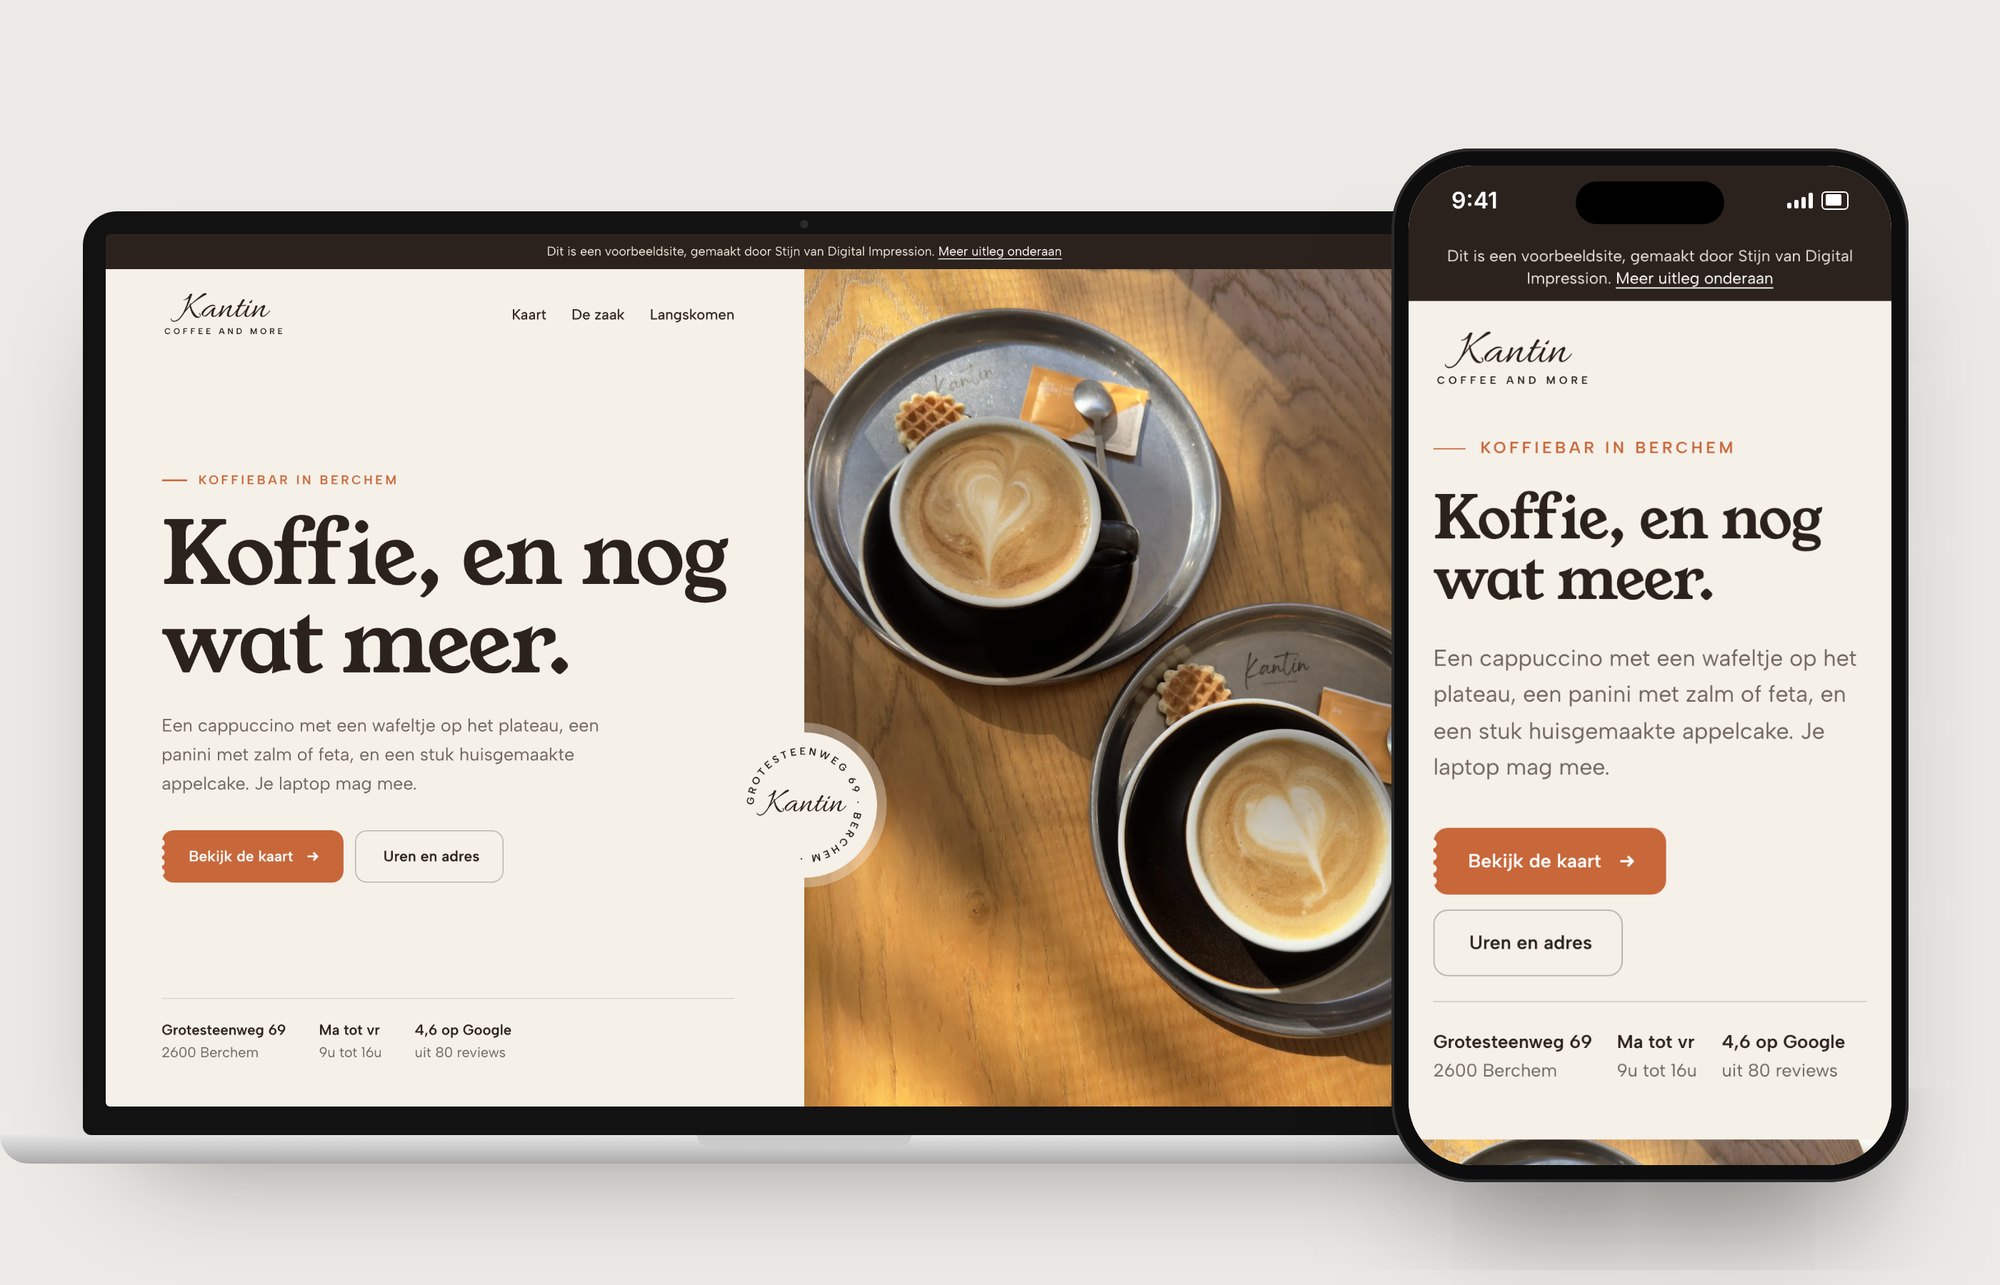 Dit is een voorbeeldsite, gemaakt door Stijn van Digital Impression. Meer uitleg onderaan
Kantin
COFFEE AND MORE
Kaart De zaak Langskomen
KOFFIEBAR IN BERCHEM
Koffie, en nog
wat meer.
Een cappuccino met een wafeltje op het plateau, een
panini met zalm of feta, en een stuk huisgemaakte
appelcake. Je laptop mag mee.
Bekijk de kaart →
Uren en adres
Grotesteenweg 69 Ma tot vr 4,6 op Google
2600 Berchem 9u tot 16u uit 80 reviews
Kantin
Kantin
GROTESTEENWEG 69 · BERCHEM ·
Kantin
9:41
Dit is een voorbeeldsite, gemaakt door Stijn van Digital
Impression. Meer uitleg onderaan
Kantin
COFFEE AND MORE
KOFFIEBAR IN BERCHEM
Koffie, en nog
wat meer.
Een cappuccino met een wafeltje op het
plateau, een panini met zalm of feta, en
een stuk huisgemaakte appelcake. Je
laptop mag mee.
Bekijk de kaart →
Uren en adres
Grotesteenweg 69 Ma tot vr 4,6 op Google
2600 Berchem 9u tot 16u uit 80 reviews